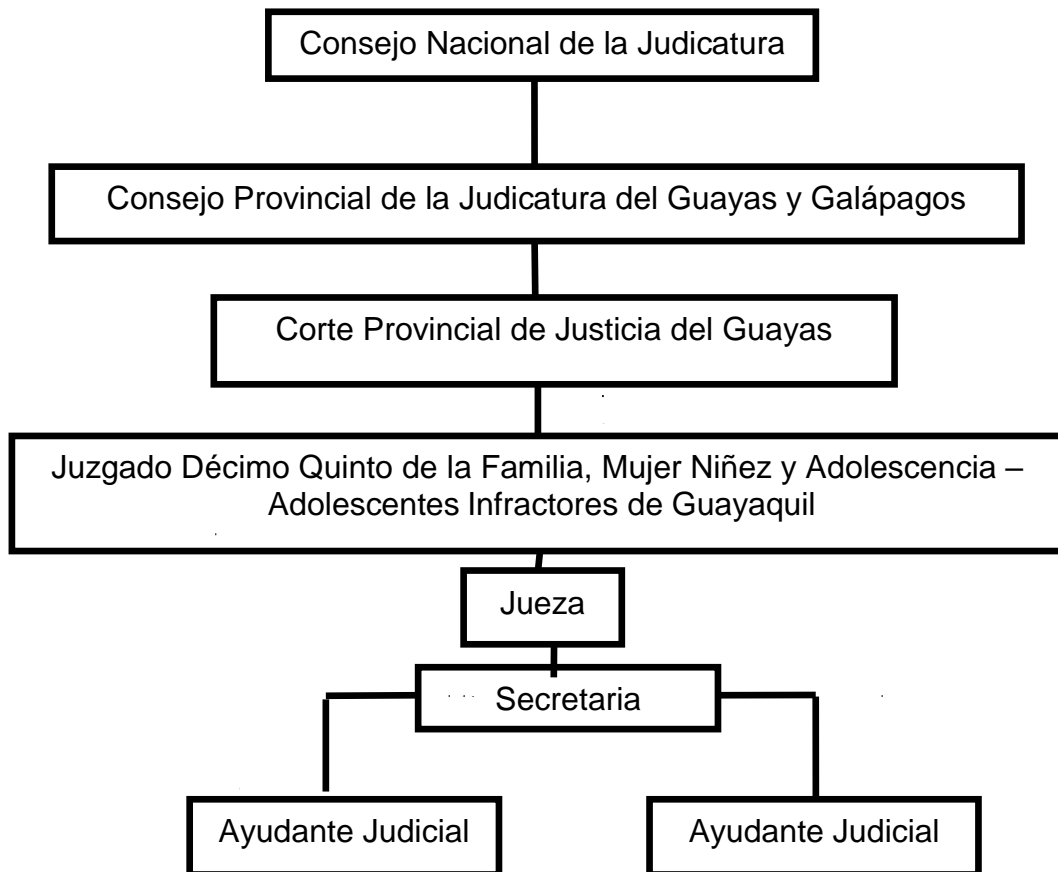 Consejo Nacional de la Judicatura
Consejo Provincial de la Judicatura del Guayas y Galápagos
Corte Provincial de Justicia del Guayas
Juzgado Décimo Quinto de la Familia, Mujer Niñez y Adolescencia –
Adolescentes Infractores de Guayaquil
Jueza
Secretaria
Ayudante Judicial
Ayudante Judicial